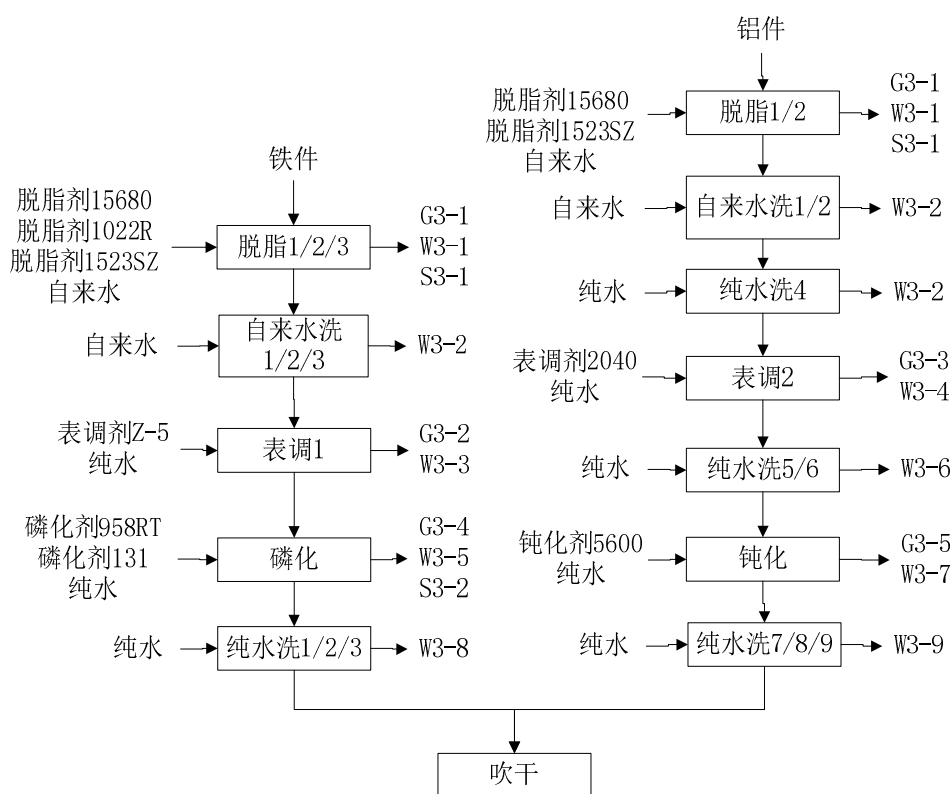 铁件
脱脂剂15680
脱脂剂1022R
脱脂剂1523SZ
自来水
脱脂1/2/3
G3-1
W3-1
S3-1
自来水
自来水洗
1/2/3
W3-2
表调剂Z-5
纯水
表调1
G3-2
W3-3
磷化剂958RT
磷化剂131
纯水
磷化
G3-4
W3-5
S3-2
纯水
纯水洗1/2/3
W3-8
铝件
脱脂剂15680
脱脂剂1523SZ
自来水
脱脂1/2
G3-1
W3-1
S3-1
自来水
自来水洗1/2
W3-2
纯水
纯水洗4
W3-2
表调剂2040
纯水
表调2
G3-3
W3-4
纯水
纯水洗5/6
W3-6
钝化剂5600
纯水
钝化
G3-5
W3-7
纯水
纯水洗7/8/9
W3-9
吹干